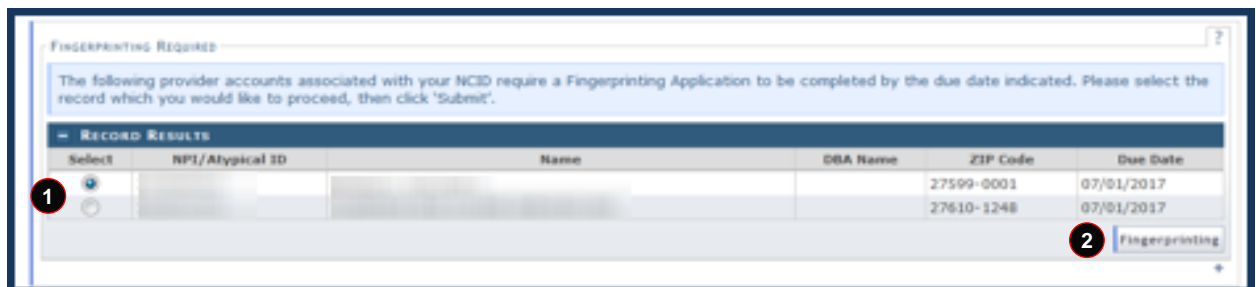 ?
FINGERPRINTING REQUIRED
The following provider accounts associated with your NCID require a Fingerprinting Application to be completed by the due date indicated. Please select the
record which you would like to proceed, then click 'Submit'.
− RECORD RESULTS
Select NPI/Atypical ID Name DBA Name ZIP Code Due Date
1
27599-0001 07/01/2017
27610-1248 07/01/2017
2 Fingerprinting